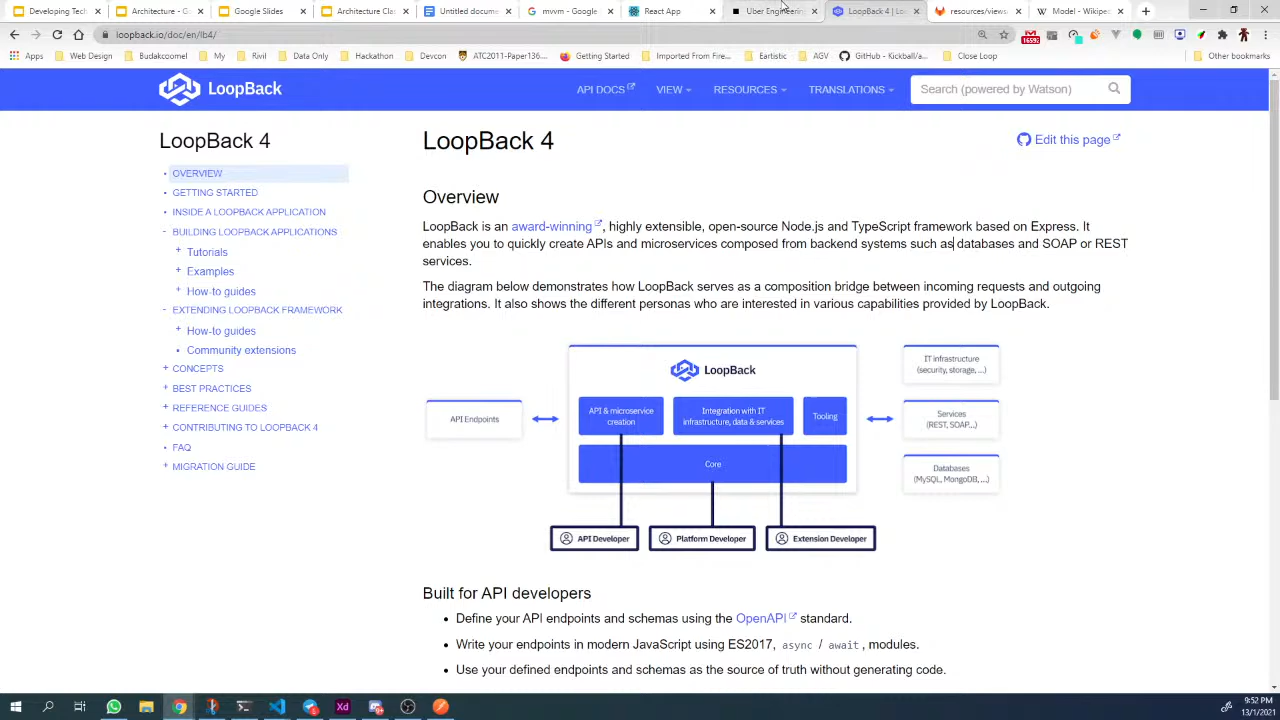 Developing Tech
Architecture - G
Google Slides
Architecture Cla
Untitled docume
mvvm - Google
React App
Uber Engineering
LoopBack 4 | Loo
resources/views
Model - Wikiped
loopback.io/doc/en/lb4/
Apps
Web Design
Budakcoomel
My
Rivil
Data Only
Hackathon
Devcon
ATC2011-Paper136...
Getting Started
Imported From Fire...
Eartistic
AGV
GitHub - Kickball/a...
Close Loop
Other bookmarks
LoopBack
API DOCS
VIEW
RESOURCES
TRANSLATIONS
Search (powered by Watson)
LoopBack 4
OVERVIEW
GETTING STARTED
INSIDE A LOOPBACK APPLICATION
- BUILDING LOOPBACK APPLICATIONS
+ Tutorials
+ Examples
+ How-to guides
- EXTENDING LOOPBACK FRAMEWORK
+ How-to guides
Community extensions
+ CONCEPTS
+ BEST PRACTICES
+ REFERENCE GUIDES
+ CONTRIBUTING TO LOOPBACK 4
FAQ
+ MIGRATION GUIDE
LoopBack 4
Edit this page
Overview
LoopBack is an award-winning, highly extensible, open-source Node.js and TypeScript framework based on Express. It
enables you to quickly create APIs and microservices composed from backend systems such as databases and SOAP or REST
services.
The diagram below demonstrates how LoopBack serves as a composition bridge between incoming requests and outgoing
integrations. It also shows the different personas who are interested in various capabilities provided by LoopBack.
LoopBack
API Endpoints
API & microservice
creation
Integration with IT
infrastructure, data & services
Tooling
Core
IT infrastructure
(security, storage, ...)
Services
(REST, SOAP...)
Databases
(MySQL, MongoDB, ...)
API Developer
Platform Developer
Extension Developer
Built for API developers
• Define your API endpoints and schemas using the OpenAPI standard.
• Write your endpoints in modern JavaScript using ES2017, async / await, modules.
• Use your defined endpoints and schemas as the source of truth without generating code.
9:52 PM
13/1/2021